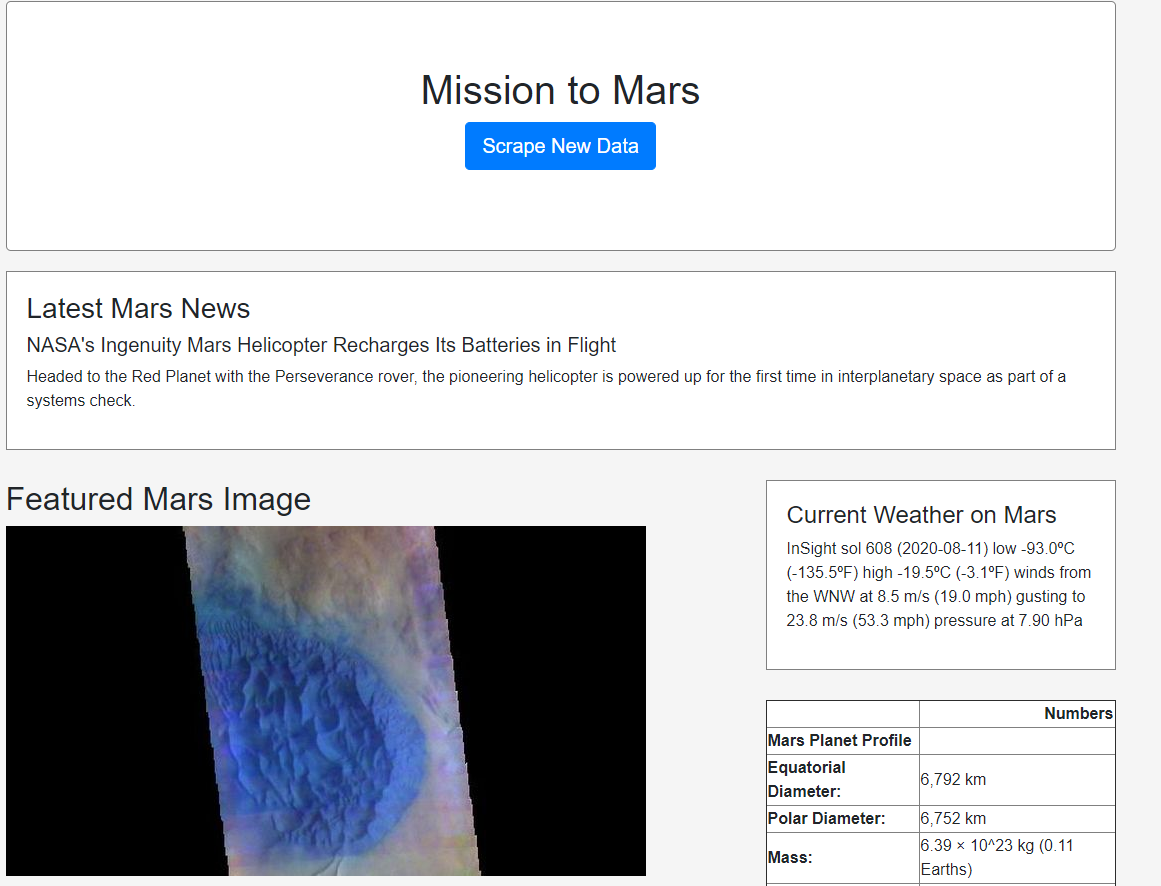 Mission to Mars
Scrape New Data
Latest Mars News
NASA's Ingenuity Mars Helicopter Recharges Its Batteries in Flight
Headed to the Red Planet with the Perseverance rover, the pioneering helicopter is powered up for the first time in interplanetary space as part of a
systems check.
Featured Mars Image
Current Weather on Mars
InSight sol 608 (2020-08-11) low -93.0ºC
(-135.5ºF) high -19.5ºC (-3.1ºF) winds from
the WNW at 8.5 m/s (19.0 mph) gusting to
23.8 m/s (53.3 mph) pressure at 7.90 hPa
Numbers
Mars Planet Profile
Equatorial
Diameter:
6,792 km
Polar Diameter: 6,752 km
Mass:
6.39 × 10^23 kg (0.11
Earths)